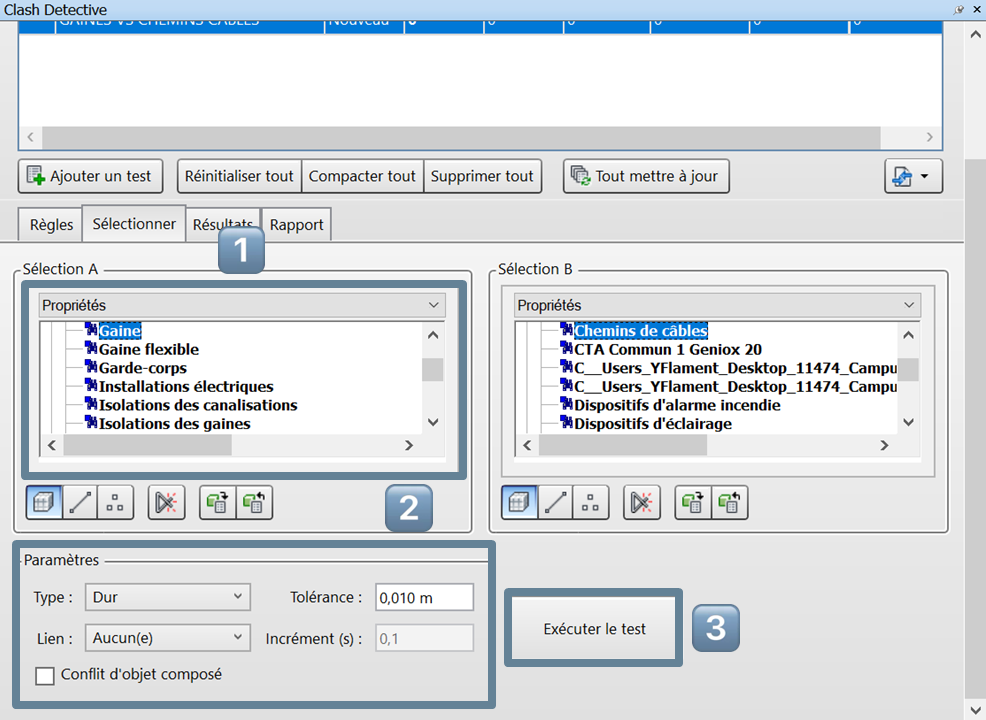 Clash Detective
GAINES VS CHEMINS CABLES Nouveau 0 0 0 0 0 0
Ajouter un test Réinitialiser tout Compacter tout Supprimer tout Tout mettre à jour
Règles Sélectionner Résultats Rapport
1
Sélection A
Propriétés
Gaine
Gaine flexible
Garde-corps
Installations électriques
Isolations des canalisations
Isolations des gaines
Sélection B
Propriétés
Chemins de câbles
CTA Commun 1 Geniox 20
C__Users_YFlament_Desktop_11474_Campu
C__Users_YFlament_Desktop_11474_Campu
Dispositifs d'alarme incendie
Dispositifs d'éclairage
2
Paramètres
Type : Dur Tolérance : 0,010 m
Lien : Aucun(e) Incrément (s) : 0,1
Conflit d'objet composé
Exécuter le test
3